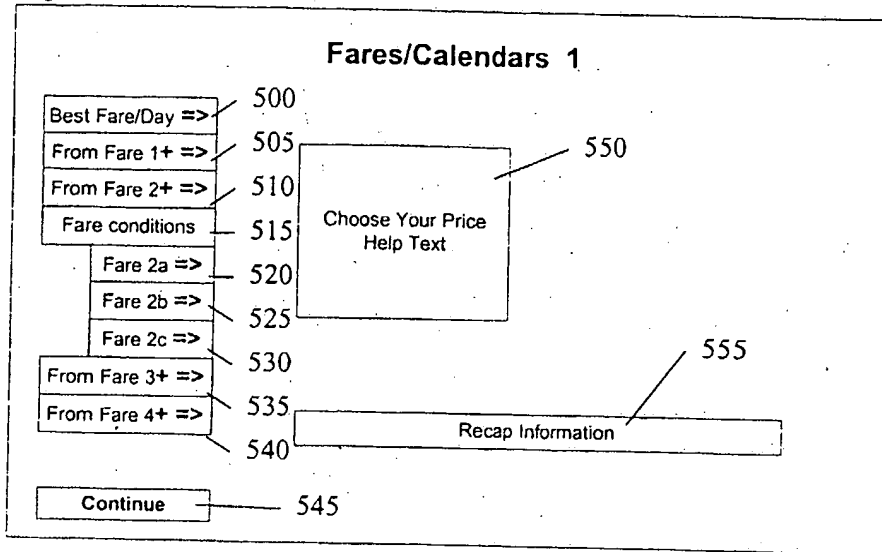 Fares/Calendars 1
Best Fare/Day => 500
From Fare 1+ => 505
From Fare 2+ => 510
Fare conditions 515
Fare 2a => 520
Fare 2b => 525
Fare 2c => 530
From Fare 3+ => 535
From Fare 4+ => 540
550
Choose Your Price
Help Text
555
Recap Information
Continue 545